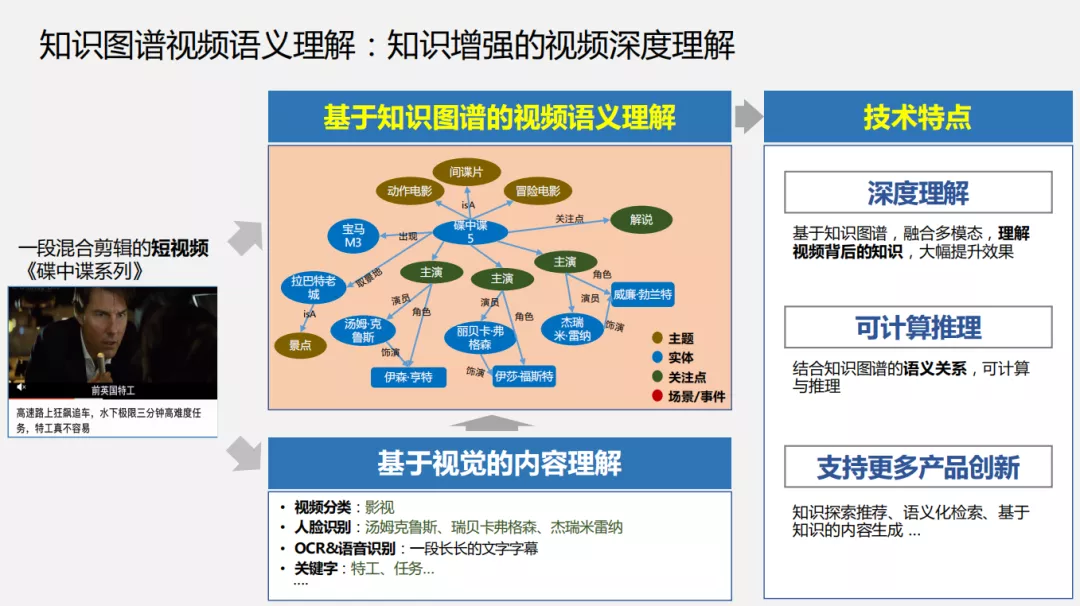 知识图谱视频语义理解：知识增强的视频深度理解
一段混合剪辑的短视频
《碟中谍系列》
前英国特工
高速路上狂飙追车，水下极限三分钟高难度任
务，特工真不容易
基于知识图谱的视频语义理解
间谍片
动作电影
冒险电影
isA
碟中谍
5
关注点
解说
宝马
M3
出现
取景地
拉巴特老
城
isA
景点
主演
主演
主演
演员
角色
演员
角色
角色
演员
汤姆·克
鲁斯
饰演
伊森·亨特
丽贝卡·弗
格森
饰演
伊莎·福斯特
杰瑞
米·雷纳
饰演
威廉·勃兰特
主题
实体
关注点
场景/事件
基于视觉的内容理解
• 视频分类：影视
• 人脸识别：汤姆克鲁斯、瑞贝卡弗格森、杰瑞米雷纳
• OCR&语音识别：一段长长的文字字幕
• 关键字：特工、任务...
....
技术特点
深度理解
基于知识图谱，融合多模态，理解
视频背后的知识，大幅提升效果
可计算推理
结合知识图谱的语义关系，可计算
与推理
支持更多产品创新
知识探索推荐、语义化检索、基于
知识的内容生成 ...